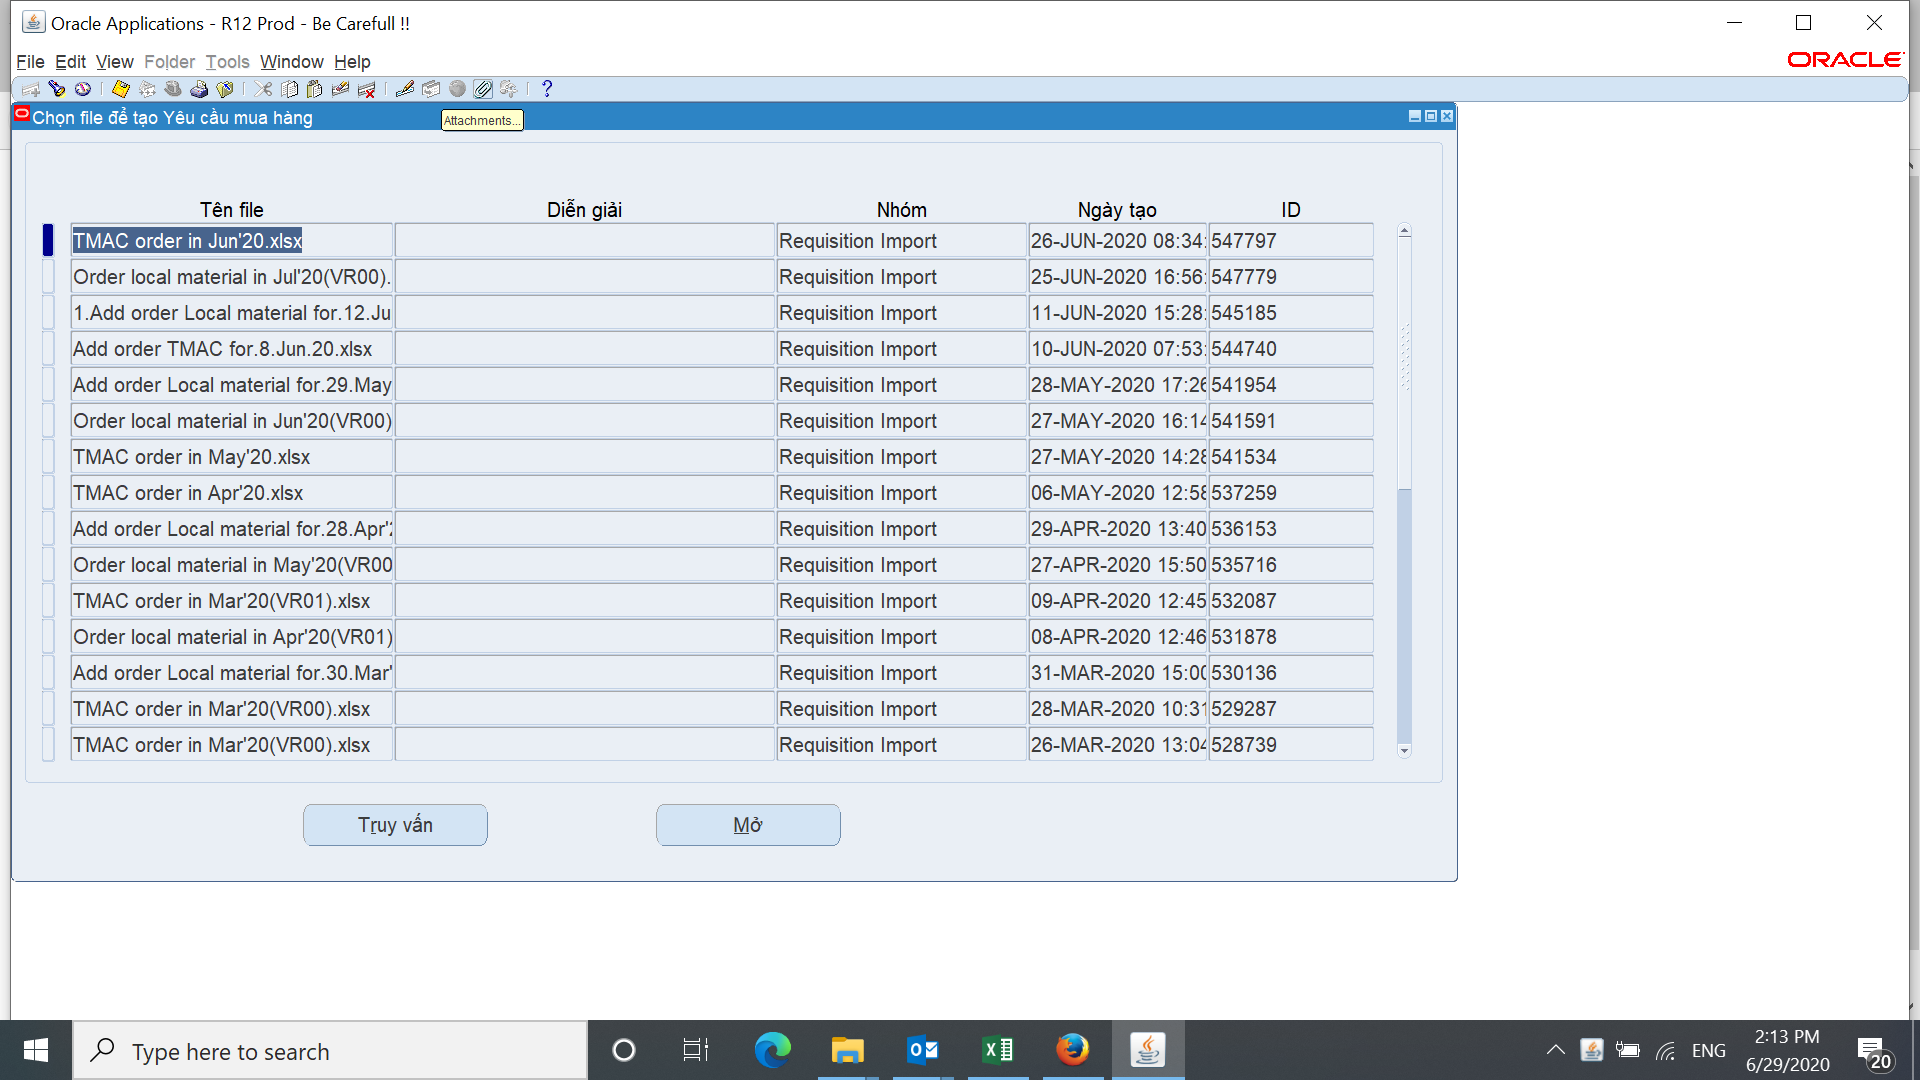 Oracle Applications - R12 Prod - Be Carefull !!
File Edit View Folder Tools Window Help
ORACLE
Chọn file để tạo Yêu cầu mua hàng
Attachments...
Tên file Diễn giải Nhóm Ngày tạo ID
TMAC order in Jun'20.xlsx Requisition Import 26-JUN-2020 08:34: 547797
Order local material in Jul'20(VR00). Requisition Import 25-JUN-2020 16:56: 547779
1.Add order Local material for.12.Ju Requisition Import 11-JUN-2020 15:28: 545185
Add order TMAC for.8.Jun.20.xlsx Requisition Import 10-JUN-2020 07:53: 544740
Add order Local material for.29.May Requisition Import 28-MAY-2020 17:26 541954
Order local material in Jun'20(VR00) Requisition Import 27-MAY-2020 16:14 541591
TMAC order in May'20.xlsx Requisition Import 27-MAY-2020 14:28 541534
TMAC order in Apr'20.xlsx Requisition Import 06-MAY-2020 12:58 537259
Add order Local material for.28.Apr'2 Requisition Import 29-APR-2020 13:40 536153
Order local material in May'20(VR00 Requisition Import 27-APR-2020 15:50 535716
TMAC order in Mar'20(VR01).xlsx Requisition Import 09-APR-2020 12:45 532087
Order local material in Apr'20(VR01) Requisition Import 08-APR-2020 12:46 531878
Add order Local material for.30.Mar' Requisition Import 31-MAR-2020 15:00 530136
TMAC order in Mar'20(VR00).xlsx Requisition Import 28-MAR-2020 10:31 529287
TMAC order in Mar'20(VR00).xlsx Requisition Import 26-MAR-2020 13:04 528739
Truy vấn Mở
Type here to search
ENG
2:13 PM
6/29/2020
20